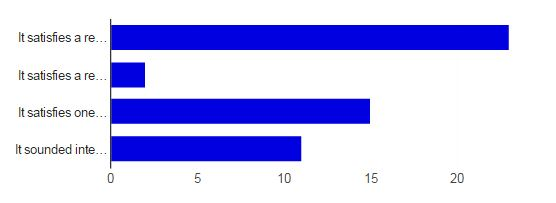 It satisfies a re…
It satisfies a re…
It satisfies one…
It sounded inte…
0 5 10 15 20